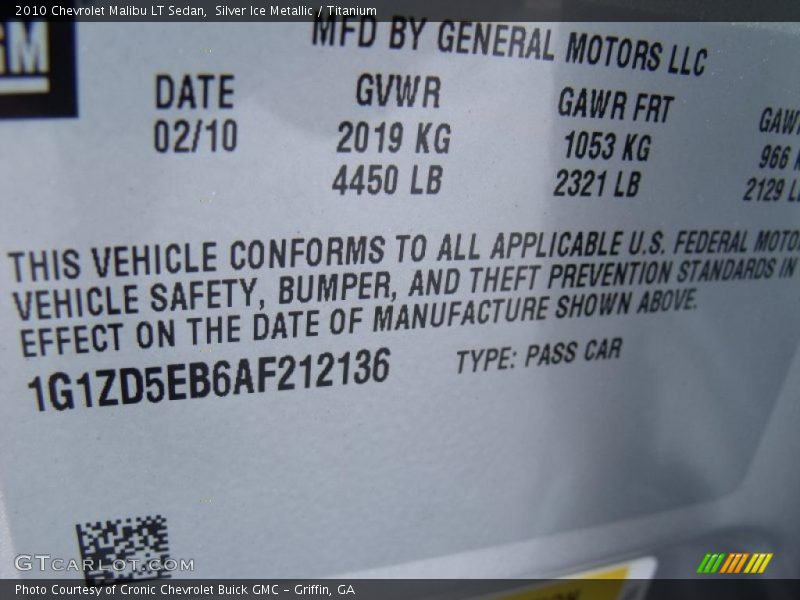 2010 Chevrolet Malibu LT Sedan,  Silver Ice Metallic / Titanium
GM
MFD BY GENERAL MOTORS LLC
DATE GVWR GAWR FRT
02/10 2019 KG 1053 KG 966
4450 LB 2321 LB 2129
THIS VEHICLE CONFORMS TO ALL APPLICABLE U.S. FEDERAL MOTO
VEHICLE SAFETY, BUMPER, AND THEFT PREVENTION STANDARDS IN
EFFECT ON THE DATE OF MANUFACTURE SHOWN ABOVE.
1G1ZD5EB6AF212136 TYPE: PASS CAR
GTCARLOT.COM
Photo Courtesy of Cronic Chevrolet Buick GMC – Griffin, GA